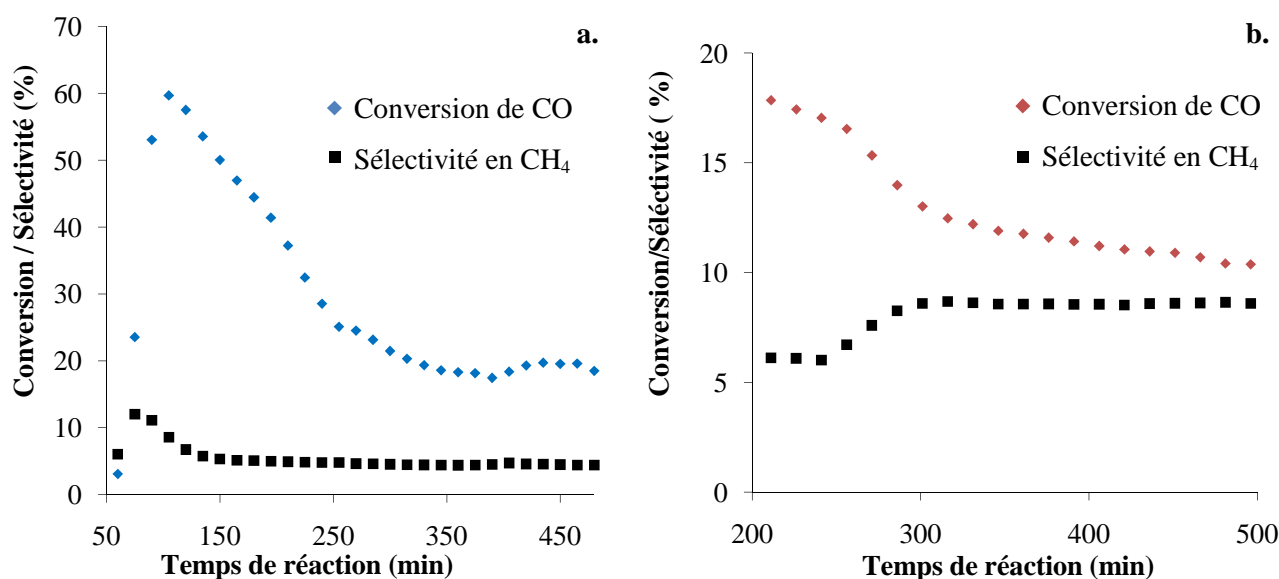 a.
70
60
50
40
30
20
10
0
Conversion / Sélectivité (%)
Conversion de CO
Sélectivité en CH₄
50 150 250 350 450
Temps de réaction (min)
b.
20
15
10
5
0
Conversion/Séléctivité ( %)
Conversion de CO
Sélectivité en CH₄
200 300 400 500
Temps de réaction (min)